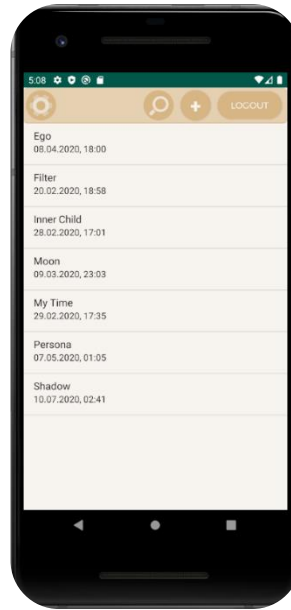 5:08
LOGOUT
Ego
08.04.2020, 18:00
Filter
20.02.2020, 18:58
Inner Child
28.02.2020, 17:01
Moon
09.03.2020, 23:03
My Time
29.02.2020, 17:35
Persona
07.05.2020, 01:05
Shadow
10.07.2020, 02:41